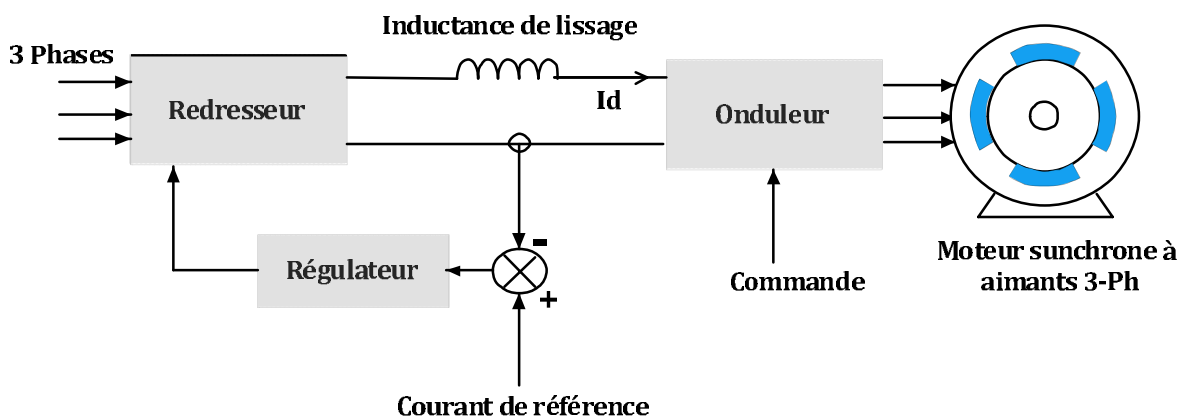 Inductance de lissage
3 Phases
Redresseur
Id
Onduleur
Régulateur
-
+
Commande
Moteur sunchrone à
aimants 3-Ph
Courant de référence